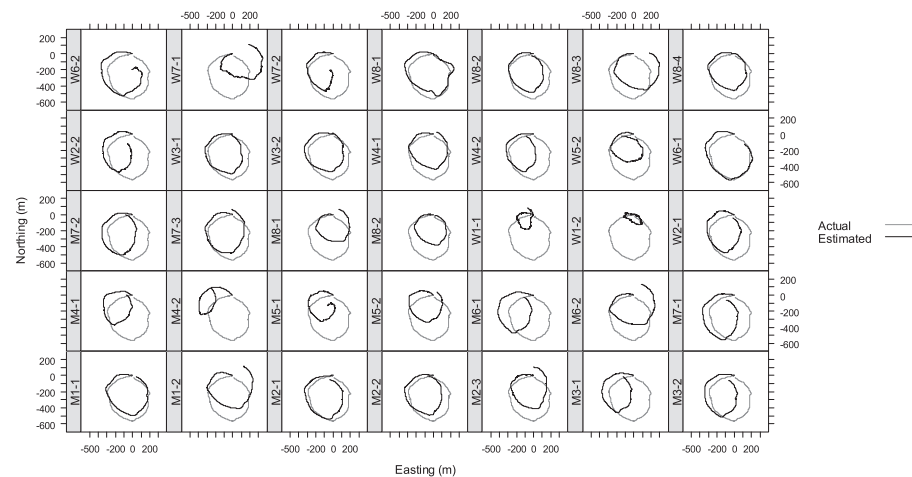 -500 -200 0 200 -500 -200 0 200 -500 -200 0 200
200 0 -200 -400 -600 W6-2 W7-1 W7-2 W8-1 W8-2 W8-3 W8-4
W2-2 W3-1 W3-2 W4-1 W4-2 W5-2 W6-1 200 0 -200 -400 -600
200 0 -200 -400 -600 M7-2 M7-3 M8-1 M8-2 W1-1 W1-2 W2-1
M4-1 M4-2 M5-1 M5-2 M6-1 M6-2 M7-1 200 0 -200 -400 -600
200 0 -200 -400 -600 M1-1 M1-2 M2-1 M2-2 M2-3 M3-1 M3-2
-500 -200 0 200 -500 -200 0 200 -500 -200 0 200 -500 -200 0 200
Northing (m)
Easting (m)
Actual
Estimated